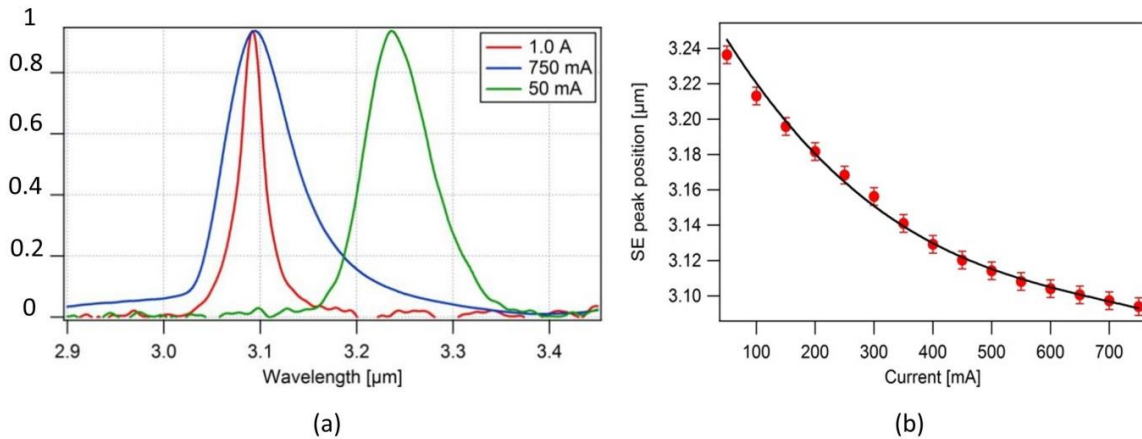 1
0.8
0.6
0.4
0.2
0
2.9 3.0 3.1 3.2 3.3 3.4
Wavelength [µm]
1.0 A
750 mA
50 mA
(a)
3.24
3.22
3.20
3.18
3.16
3.14
3.12
3.10
SE peak position [µm]
100 200 300 400 500 600 700
Current [mA]
(b)